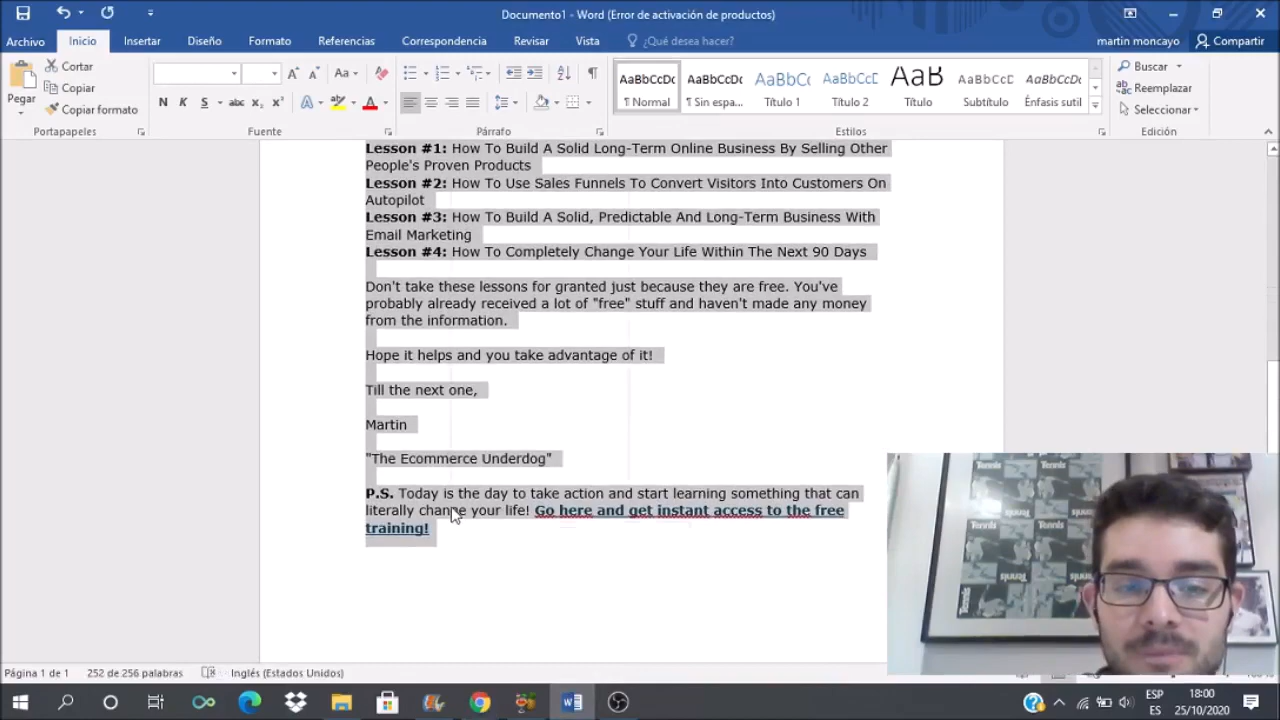 Documento1 - Word (Error de activación de productos)
Archivo Inicio Insertar Diseño Formato Referencias Correspondencia Revisar Vista ¿Qué desea hacer? martin moncayo Compartir
Pegar
Cortar
Copiar
Copiar formato
Portapapeles
Aa
N K S abc x₂ x²
A A
Fuente
Párrafo
AaBbCcDc AaBbCcDc AaBbCc AaBbCcD AaB AaBbCcD AaBbCcDc
¶ Normal ¶ Sin espa... Título 1 Título 2 Título Subtítulo Énfasis sutil
Estilos
Buscar
Reemplazar
Seleccionar
Edición
Lesson #1: How To Build A Solid Long-Term Online Business By Selling Other
People's Proven Products
Lesson #2: How To Use Sales Funnels To Convert Visitors Into Customers On
Autopilot
Lesson #3: How To Build A Solid, Predictable And Long-Term Business With
Email Marketing
Lesson #4: How To Completely Change Your Life Within The Next 90 Days
Don't take these lessons for granted just because they are free. You've
probably already received a lot of "free" stuff and haven't made any money
from the information.
Hope it helps and you take advantage of it!
Till the next one,
Martin
"The Ecommerce Underdog"
P.S. Today is the day to take action and start learning something that can
literally change your life! Go here and get instant access to the free
training!
Tennis
Tennis
Tennis
Página 1 de 1 252 de 256 palabras Inglés (Estados Unidos)
ESP
ES
18:00
25/10/2020